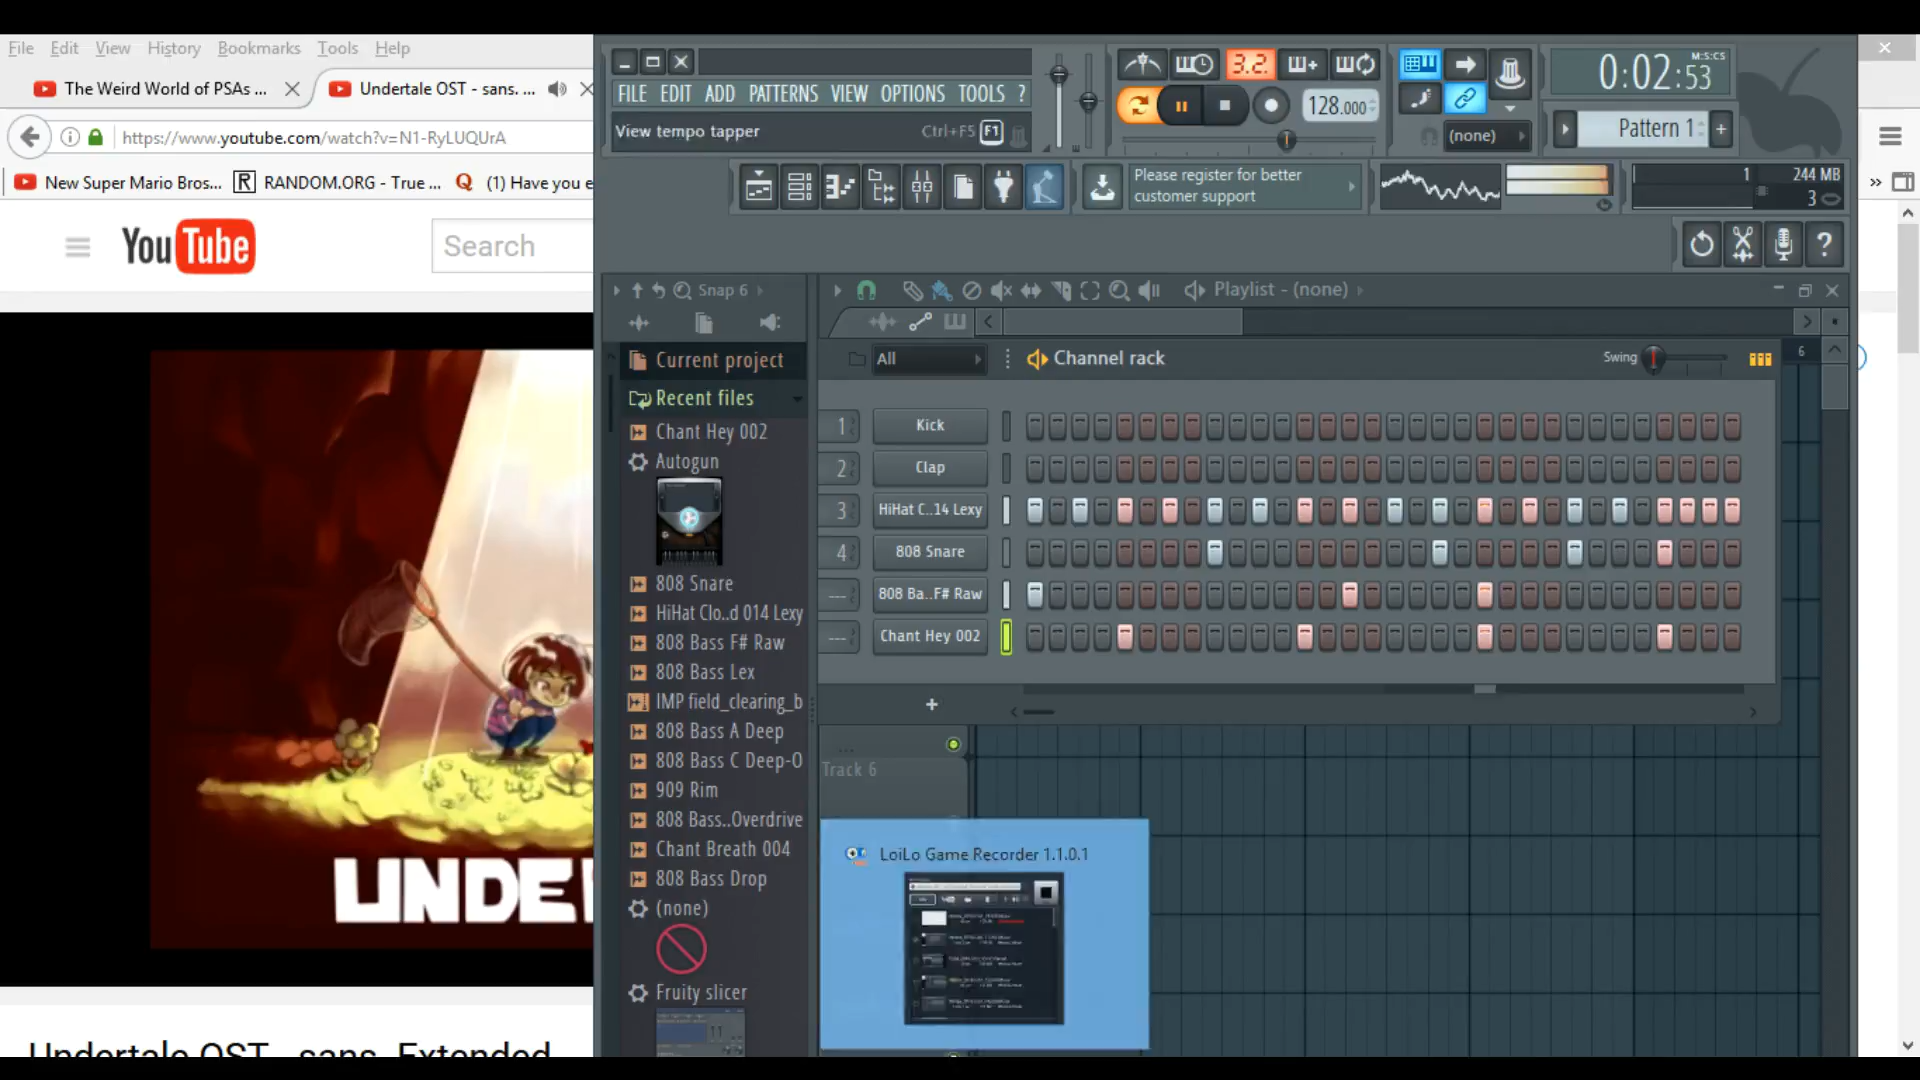 File Edit View History Bookmarks Tools Help
The Weird World of PSAs ...
Undertale OST - sans. ...
https://www.youtube.com/watch?v=N1-RyLUQUrA
New Super Mario Bros...
RANDOM.ORG - True ...
(1) Have you e
YouTube
Search
UNDE
Undertale OST - sans. Extended
FILE EDIT ADD PATTERNS VIEW OPTIONS TOOLS ?
View tempo tapper Ctrl+F5 F1
3.2.
128.000
(none)
M:S:CS
0:02:53
Pattern 1
Please register for better
customer support
1
244 MB
3
Snap 6
Playlist - (none)
Current project
Recent files
Chant Hey 002
Autogun
808 Snare
HiHat Clo..d 014 Lexy
808 Bass F# Raw
808 Bass Lex
IMP field_clearing_b
808 Bass A Deep
808 Bass C Deep-O
909 Rim
808 Bass..Overdrive
Chant Breath 004
808 Bass Drop
(none)
Fruity slicer
All
Channel rack
Swing
6
1 Kick
2 Clap
3 HiHat C..14 Lexy
4 808 Snare
--- 808 Ba..F# Raw
--- Chant Hey 002
+
...
Track 6
LoiLo Game Recorder 1.1.0.1